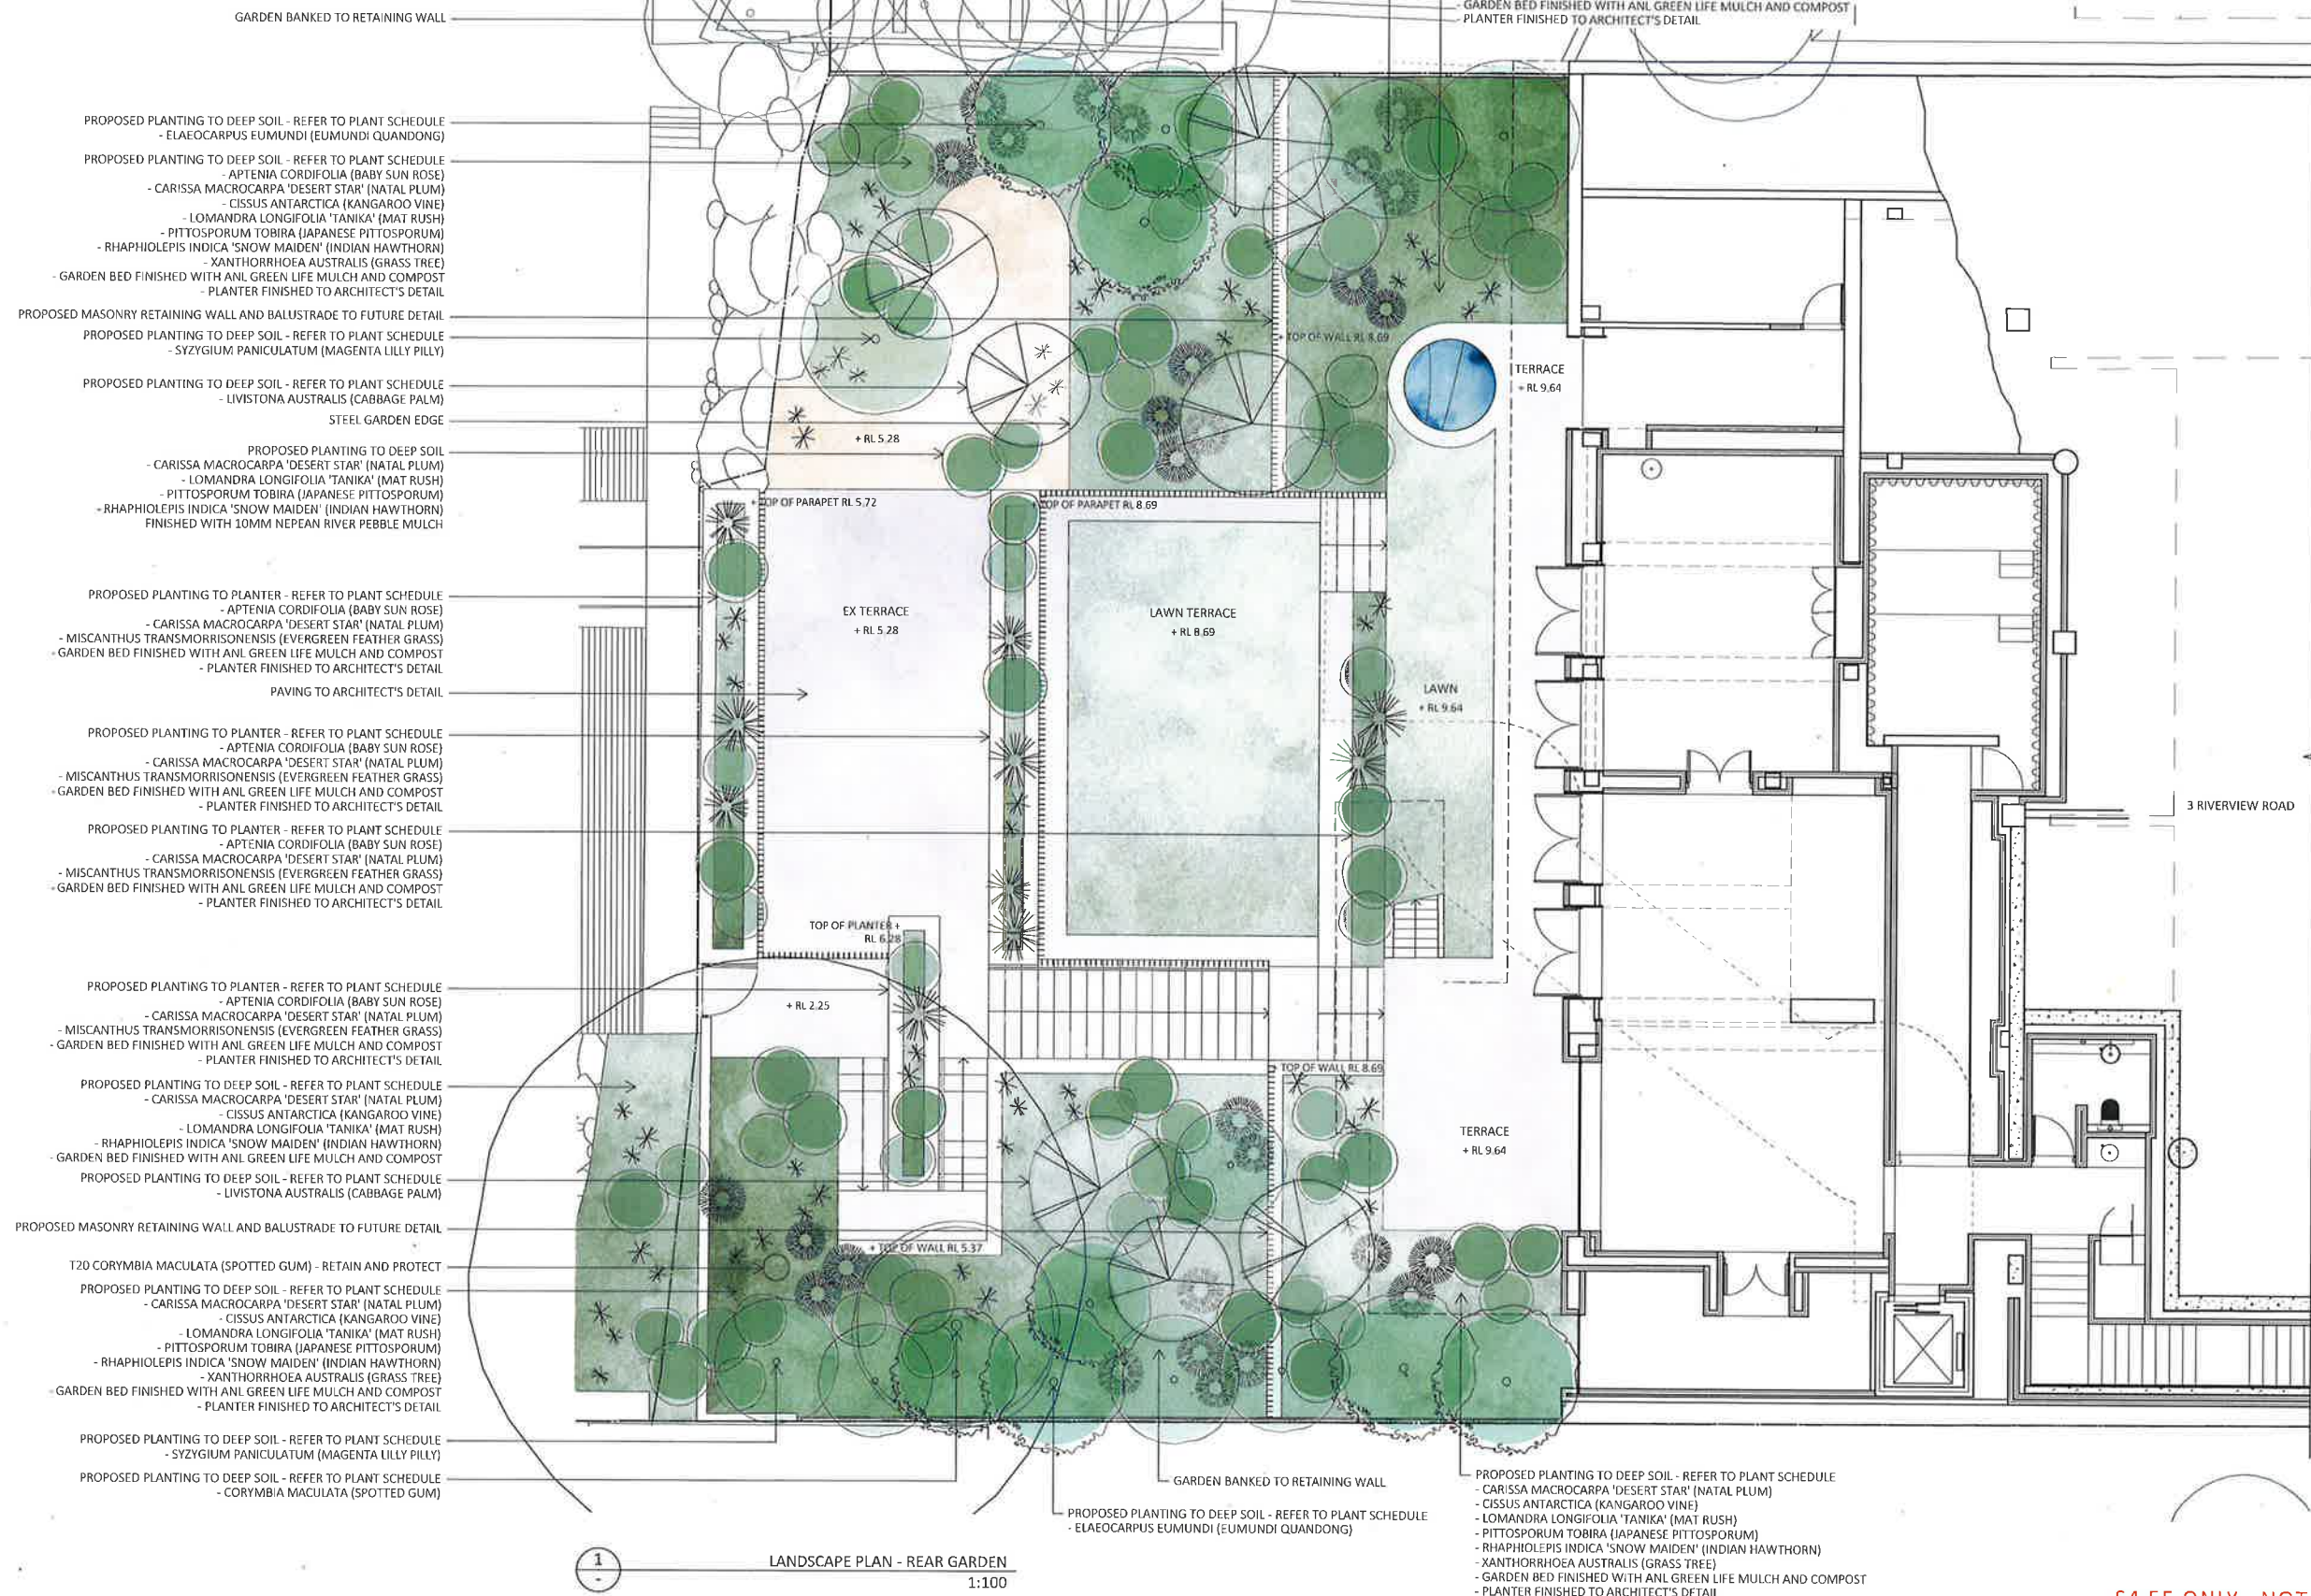 GARDEN BANKED TO RETAINING WALL
- GARDEN BED FINISHED WITH ANL GREEN LIFE MULCH AND COMPOST
- PLANTER FINISHED TO ARCHITECT'S DETAIL
PROPOSED PLANTING TO DEEP SOIL - REFER TO PLANT SCHEDULE
- ELAEOCARPUS EUMUNDI (EUMUNDI QUANDONG)
PROPOSED PLANTING TO DEEP SOIL - REFER TO PLANT SCHEDULE
- APTENIA CORDIFOLIA (BABY SUN ROSE)
- CARISSA MACROCARPA 'DESERT STAR' (NATAL PLUM)
- CISSUS ANTARCTICA (KANGAROO VINE)
- LOMANDRA LONGIFOLIA 'TANIKA' (MAT RUSH)
- PITTOSPORUM TOBIRA (JAPANESE PITTOSPORUM)
- RHAPHIOLEPIS INDICA 'SNOW MAIDEN' (INDIAN HAWTHORN)
- XANTHORRHOEA AUSTRALIS (GRASS TREE)
- GARDEN BED FINISHED WITH ANL GREEN LIFE MULCH AND COMPOST
- PLANTER FINISHED TO ARCHITECT'S DETAIL
PROPOSED MASONRY RETAINING WALL AND BALUSTRADE TO FUTURE DETAIL
PROPOSED PLANTING TO DEEP SOIL - REFER TO PLANT SCHEDULE
- SYZYGIUM PANICULATUM (MAGENTA LILLY PILLY)
PROPOSED PLANTING TO DEEP SOIL - REFER TO PLANT SCHEDULE
- LIVISTONA AUSTRALIS (CABBAGE PALM)
STEEL GARDEN EDGE
PROPOSED PLANTING TO DEEP SOIL
- CARISSA MACROCARPA 'DESERT STAR' (NATAL PLUM)
- LOMANDRA LONGIFOLIA 'TANIKA' (MAT RUSH)
- PITTOSPORUM TOBIRA (JAPANESE PITTOSPORUM)
- RHAPHIOLEPIS INDICA 'SNOW MAIDEN' (INDIAN HAWTHORN)
FINISHED WITH 10MM NEPEAN RIVER PEBBLE MULCH
PROPOSED PLANTING TO PLANTER - REFER TO PLANT SCHEDULE
- APTENIA CORDIFOLIA (BABY SUN ROSE)
- CARISSA MACROCARPA 'DESERT STAR' (NATAL PLUM)
- MISCANTHUS TRANSMORRISONENSIS (EVERGREEN FEATHER GRASS)
- GARDEN BED FINISHED WITH ANL GREEN LIFE MULCH AND COMPOST
- PLANTER FINISHED TO ARCHITECT'S DETAIL
PAVING TO ARCHITECT'S DETAIL
PROPOSED PLANTING TO PLANTER - REFER TO PLANT SCHEDULE
- APTENIA CORDIFOLIA (BABY SUN ROSE)
- CARISSA MACROCARPA 'DESERT STAR' (NATAL PLUM)
- MISCANTHUS TRANSMORRISONENSIS (EVERGREEN FEATHER GRASS)
- GARDEN BED FINISHED WITH ANL GREEN LIFE MULCH AND COMPOST
- PLANTER FINISHED TO ARCHITECT'S DETAIL
PROPOSED PLANTING TO PLANTER - REFER TO PLANT SCHEDULE
- APTENIA CORDIFOLIA (BABY SUN ROSE)
- CARISSA MACROCARPA 'DESERT STAR' (NATAL PLUM)
- MISCANTHUS TRANSMORRISONENSIS (EVERGREEN FEATHER GRASS)
- GARDEN BED FINISHED WITH ANL GREEN LIFE MULCH AND COMPOST
- PLANTER FINISHED TO ARCHITECT'S DETAIL
PROPOSED PLANTING TO PLANTER - REFER TO PLANT SCHEDULE
- APTENIA CORDIFOLIA (BABY SUN ROSE)
- CARISSA MACROCARPA 'DESERT STAR' (NATAL PLUM)
- MISCANTHUS TRANSMORRISONENSIS (EVERGREEN FEATHER GRASS)
- GARDEN BED FINISHED WITH ANL GREEN LIFE MULCH AND COMPOST
- PLANTER FINISHED TO ARCHITECT'S DETAIL
PROPOSED PLANTING TO DEEP SOIL - REFER TO PLANT SCHEDULE
- CARISSA MACROCARPA 'DESERT STAR' (NATAL PLUM)
- CISSUS ANTARCTICA (KANGAROO VINE)
- LOMANDRA LONGIFOLIA 'TANIKA' (MAT RUSH)
- RHAPHIOLEPIS INDICA 'SNOW MAIDEN' (INDIAN HAWTHORN)
- GARDEN BED FINISHED WITH ANL GREEN LIFE MULCH AND COMPOST
PROPOSED PLANTING TO DEEP SOIL - REFER TO PLANT SCHEDULE
- LIVISTONA AUSTRALIS (CABBAGE PALM)
PROPOSED MASONRY RETAINING WALL AND BALUSTRADE TO FUTURE DETAIL
T20 CORYMBIA MACULATA (SPOTTED GUM) - RETAIN AND PROTECT
PROPOSED PLANTING TO DEEP SOIL - REFER TO PLANT SCHEDULE
- CARISSA MACROCARPA 'DESERT STAR' (NATAL PLUM)
- CISSUS ANTARCTICA (KANGAROO VINE)
- LOMANDRA LONGIFOLIA 'TANIKA' (MAT RUSH)
- PITTOSPORUM TOBIRA (JAPANESE PITTOSPORUM)
- RHAPHIOLEPIS INDICA 'SNOW MAIDEN' (INDIAN HAWTHORN)
- XANTHORRHOEA AUSTRALIS (GRASS TREE)
- GARDEN BED FINISHED WITH ANL GREEN LIFE MULCH AND COMPOST
- PLANTER FINISHED TO ARCHITECT'S DETAIL
PROPOSED PLANTING TO DEEP SOIL - REFER TO PLANT SCHEDULE
- SYZYGIUM PANICULATUM (MAGENTA LILLY PILLY)
PROPOSED PLANTING TO DEEP SOIL - REFER TO PLANT SCHEDULE
- CORYMBIA MACULATA (SPOTTED GUM)
+ TOP OF WALL RL 8.69
TERRACE
+ RL 9.64
+ RL 5.28
+ TOP OF PARAPET RL 5.72
+ TOP OF PARAPET RL 8.69
EX TERRACE
+ RL 5.28
LAWN TERRACE
+ RL 8.69
LAWN
+ RL 9.64
3 RIVERVIEW ROAD
TOP OF PLANTER +
RL 6.28
+ RL 2.25
+ TOP OF WALL RL 8.69
TERRACE
+ RL 9.64
+ TOP OF WALL RL 5.37
GARDEN BANKED TO RETAINING WALL
PROPOSED PLANTING TO DEEP SOIL - REFER TO PLANT SCHEDULE
- ELAEOCARPUS EUMUNDI (EUMUNDI QUANDONG)
PROPOSED PLANTING TO DEEP SOIL - REFER TO PLANT SCHEDULE
- CARISSA MACROCARPA 'DESERT STAR' (NATAL PLUM)
- CISSUS ANTARCTICA (KANGAROO VINE)
- LOMANDRA LONGIFOLIA 'TANIKA' (MAT RUSH)
- PITTOSPORUM TOBIRA (JAPANESE PITTOSPORUM)
- RHAPHIOLEPIS INDICA 'SNOW MAIDEN' (INDIAN HAWTHORN)
- XANTHORRHOEA AUSTRALIS (GRASS TREE)
- GARDEN BED FINISHED WITH ANL GREEN LIFE MULCH AND COMPOST
- PLANTER FINISHED TO ARCHITECT'S DETAIL
1
-
LANDSCAPE PLAN - REAR GARDEN
1:100